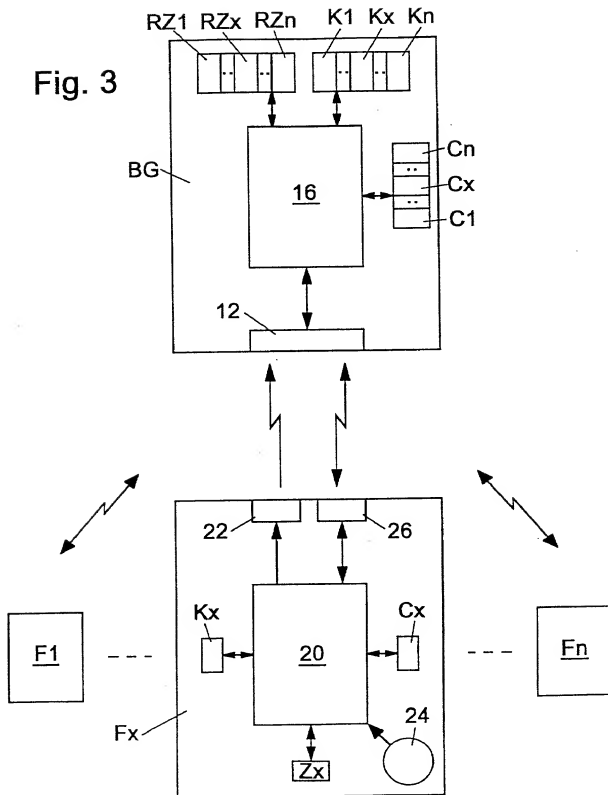 RZ1 RZx RZn K1 Kx Kn
Fig. 3
BG
16
Cn
Cx
C1
12
22
26
Kx
Cx
F1
20
Fn
Fx
24
Zx